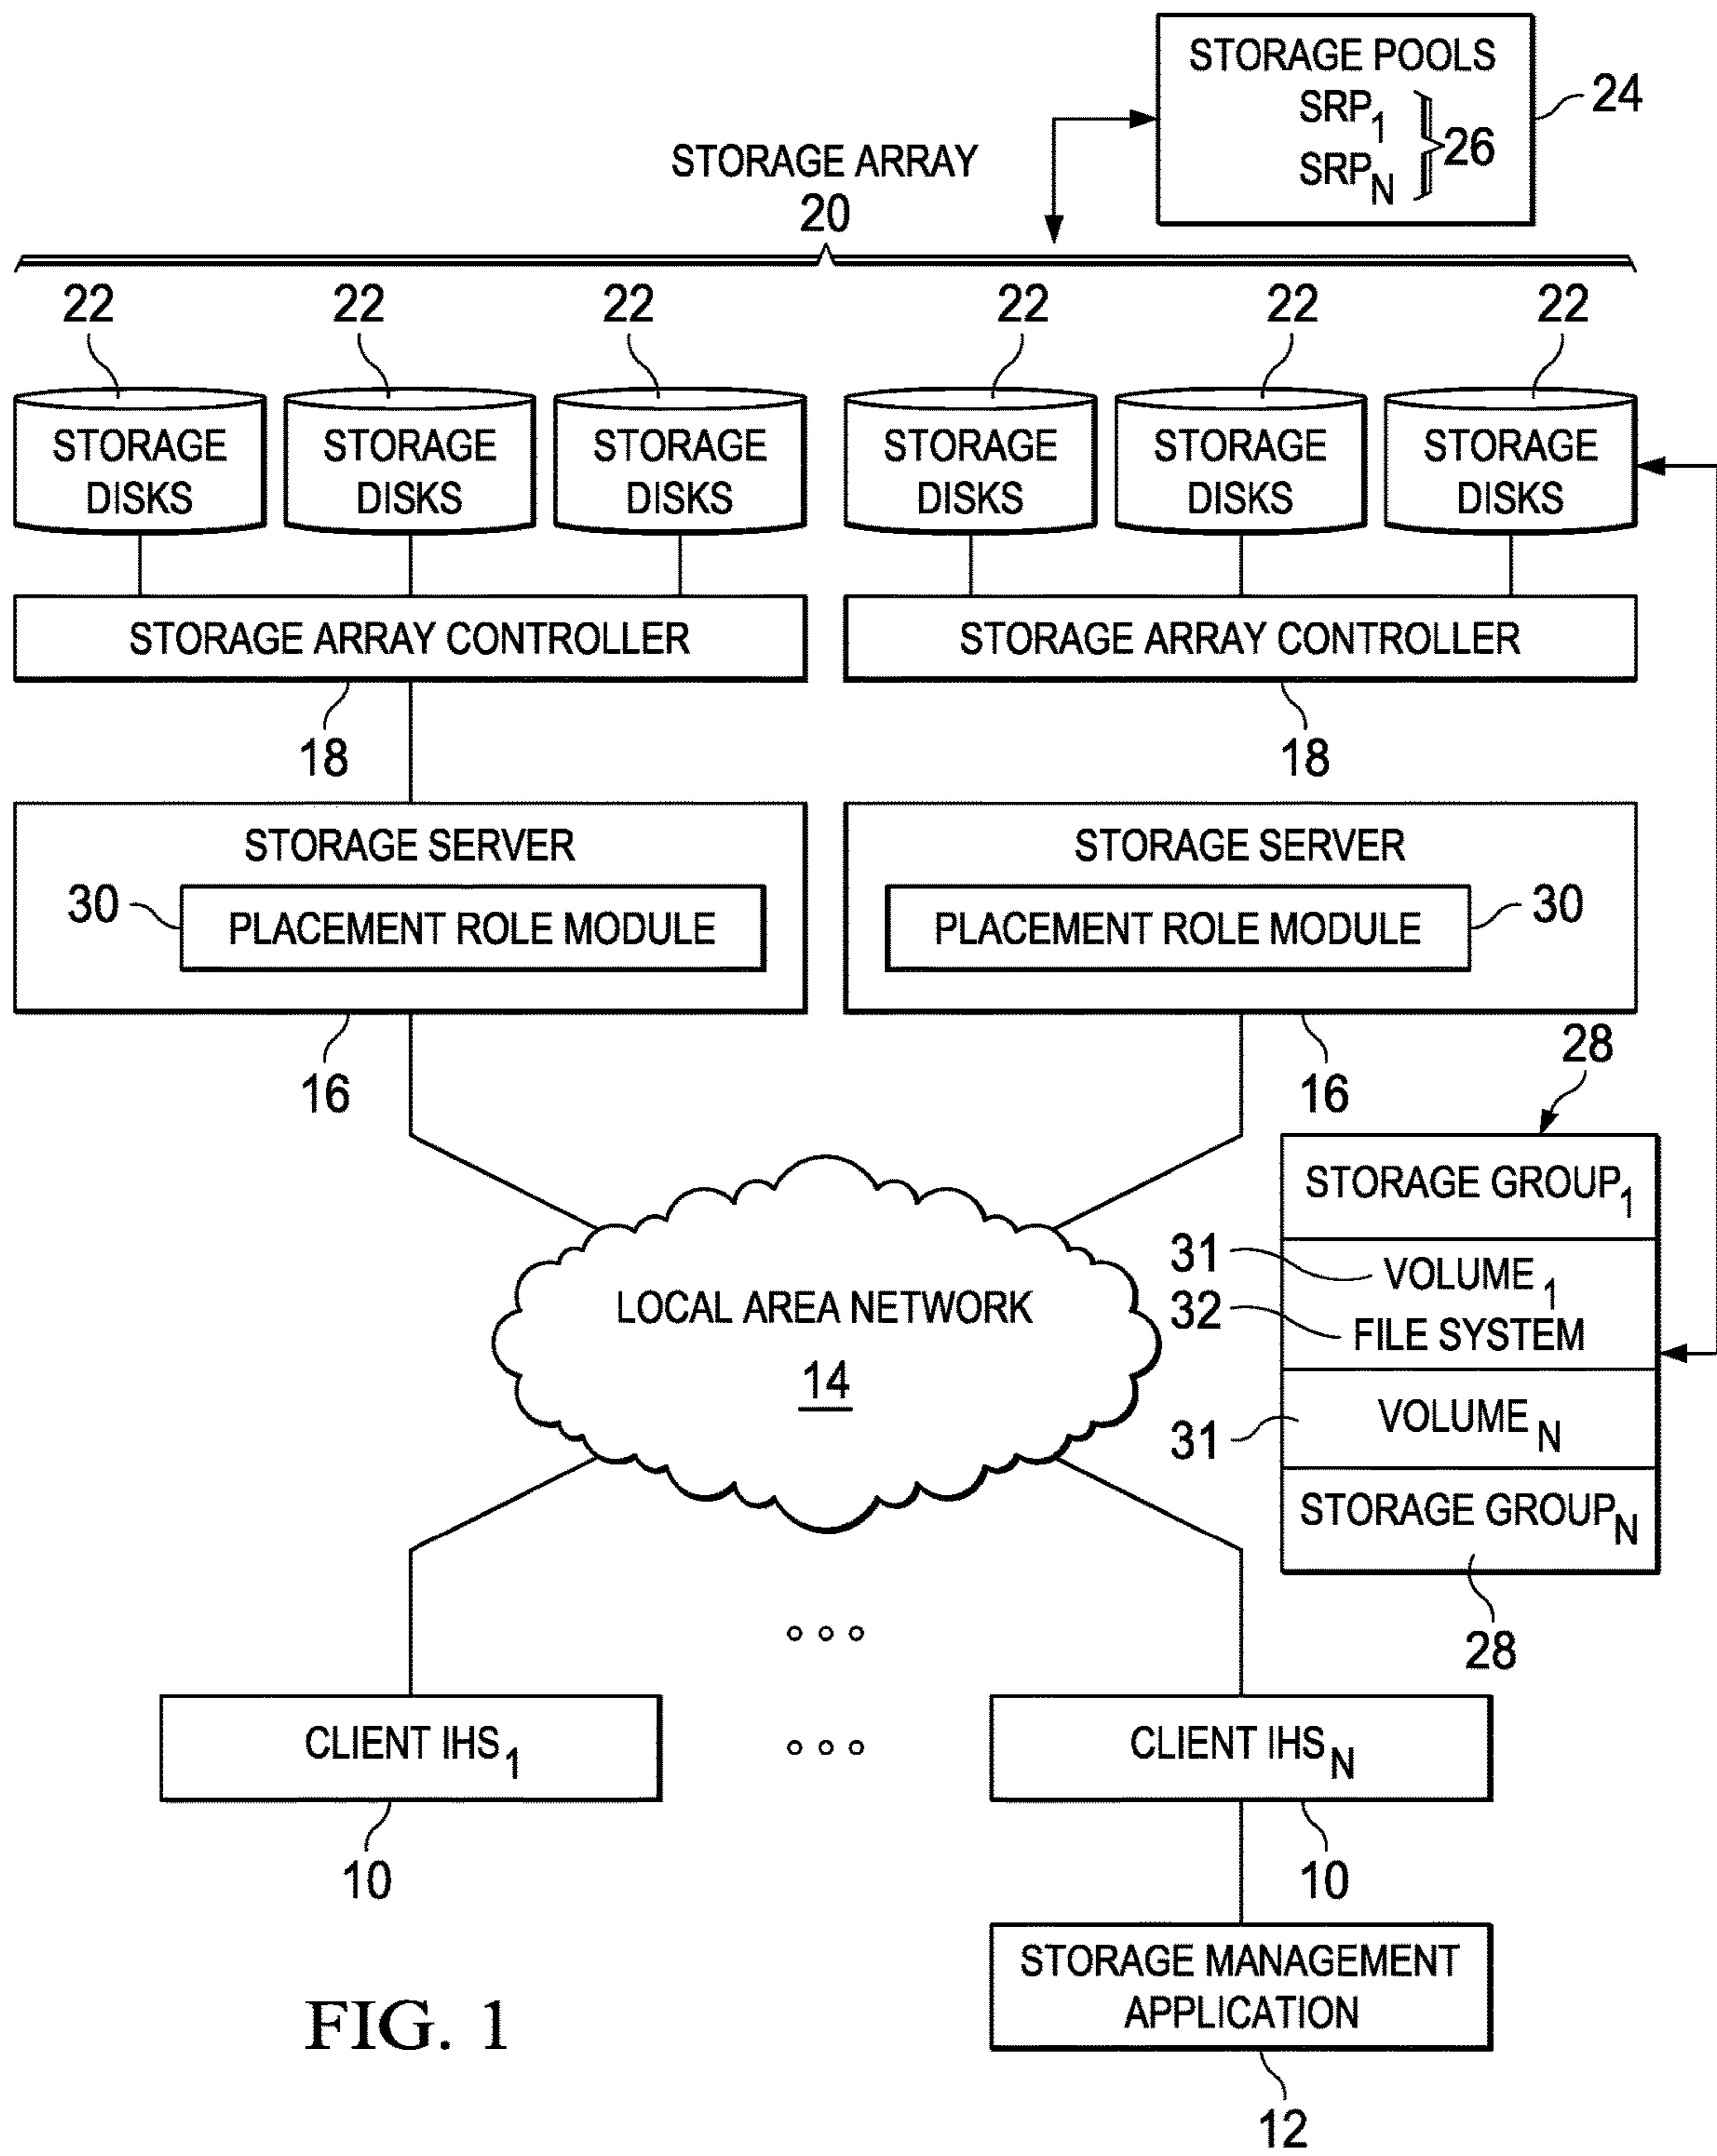 STORAGE POOLS
SRP1
SRPN
26
24
STORAGE ARRAY
20
22 22 22 22 22 22
STORAGE DISKS
STORAGE DISKS
STORAGE DISKS
STORAGE DISKS
STORAGE DISKS
STORAGE DISKS
STORAGE ARRAY CONTROLLER
STORAGE ARRAY CONTROLLER
18 18
STORAGE SERVER
STORAGE SERVER
30 PLACEMENT ROLE MODULE
PLACEMENT ROLE MODULE 30
16 16
28
STORAGE GROUP1
31 VOLUME1
32 FILE SYSTEM
31 VOLUMEN
STORAGE GROUPN
28
LOCAL AREA NETWORK
14
CLIENT IHS1
CLIENT IHSN
10 10
STORAGE MANAGEMENT
APPLICATION
12
FIG. 1